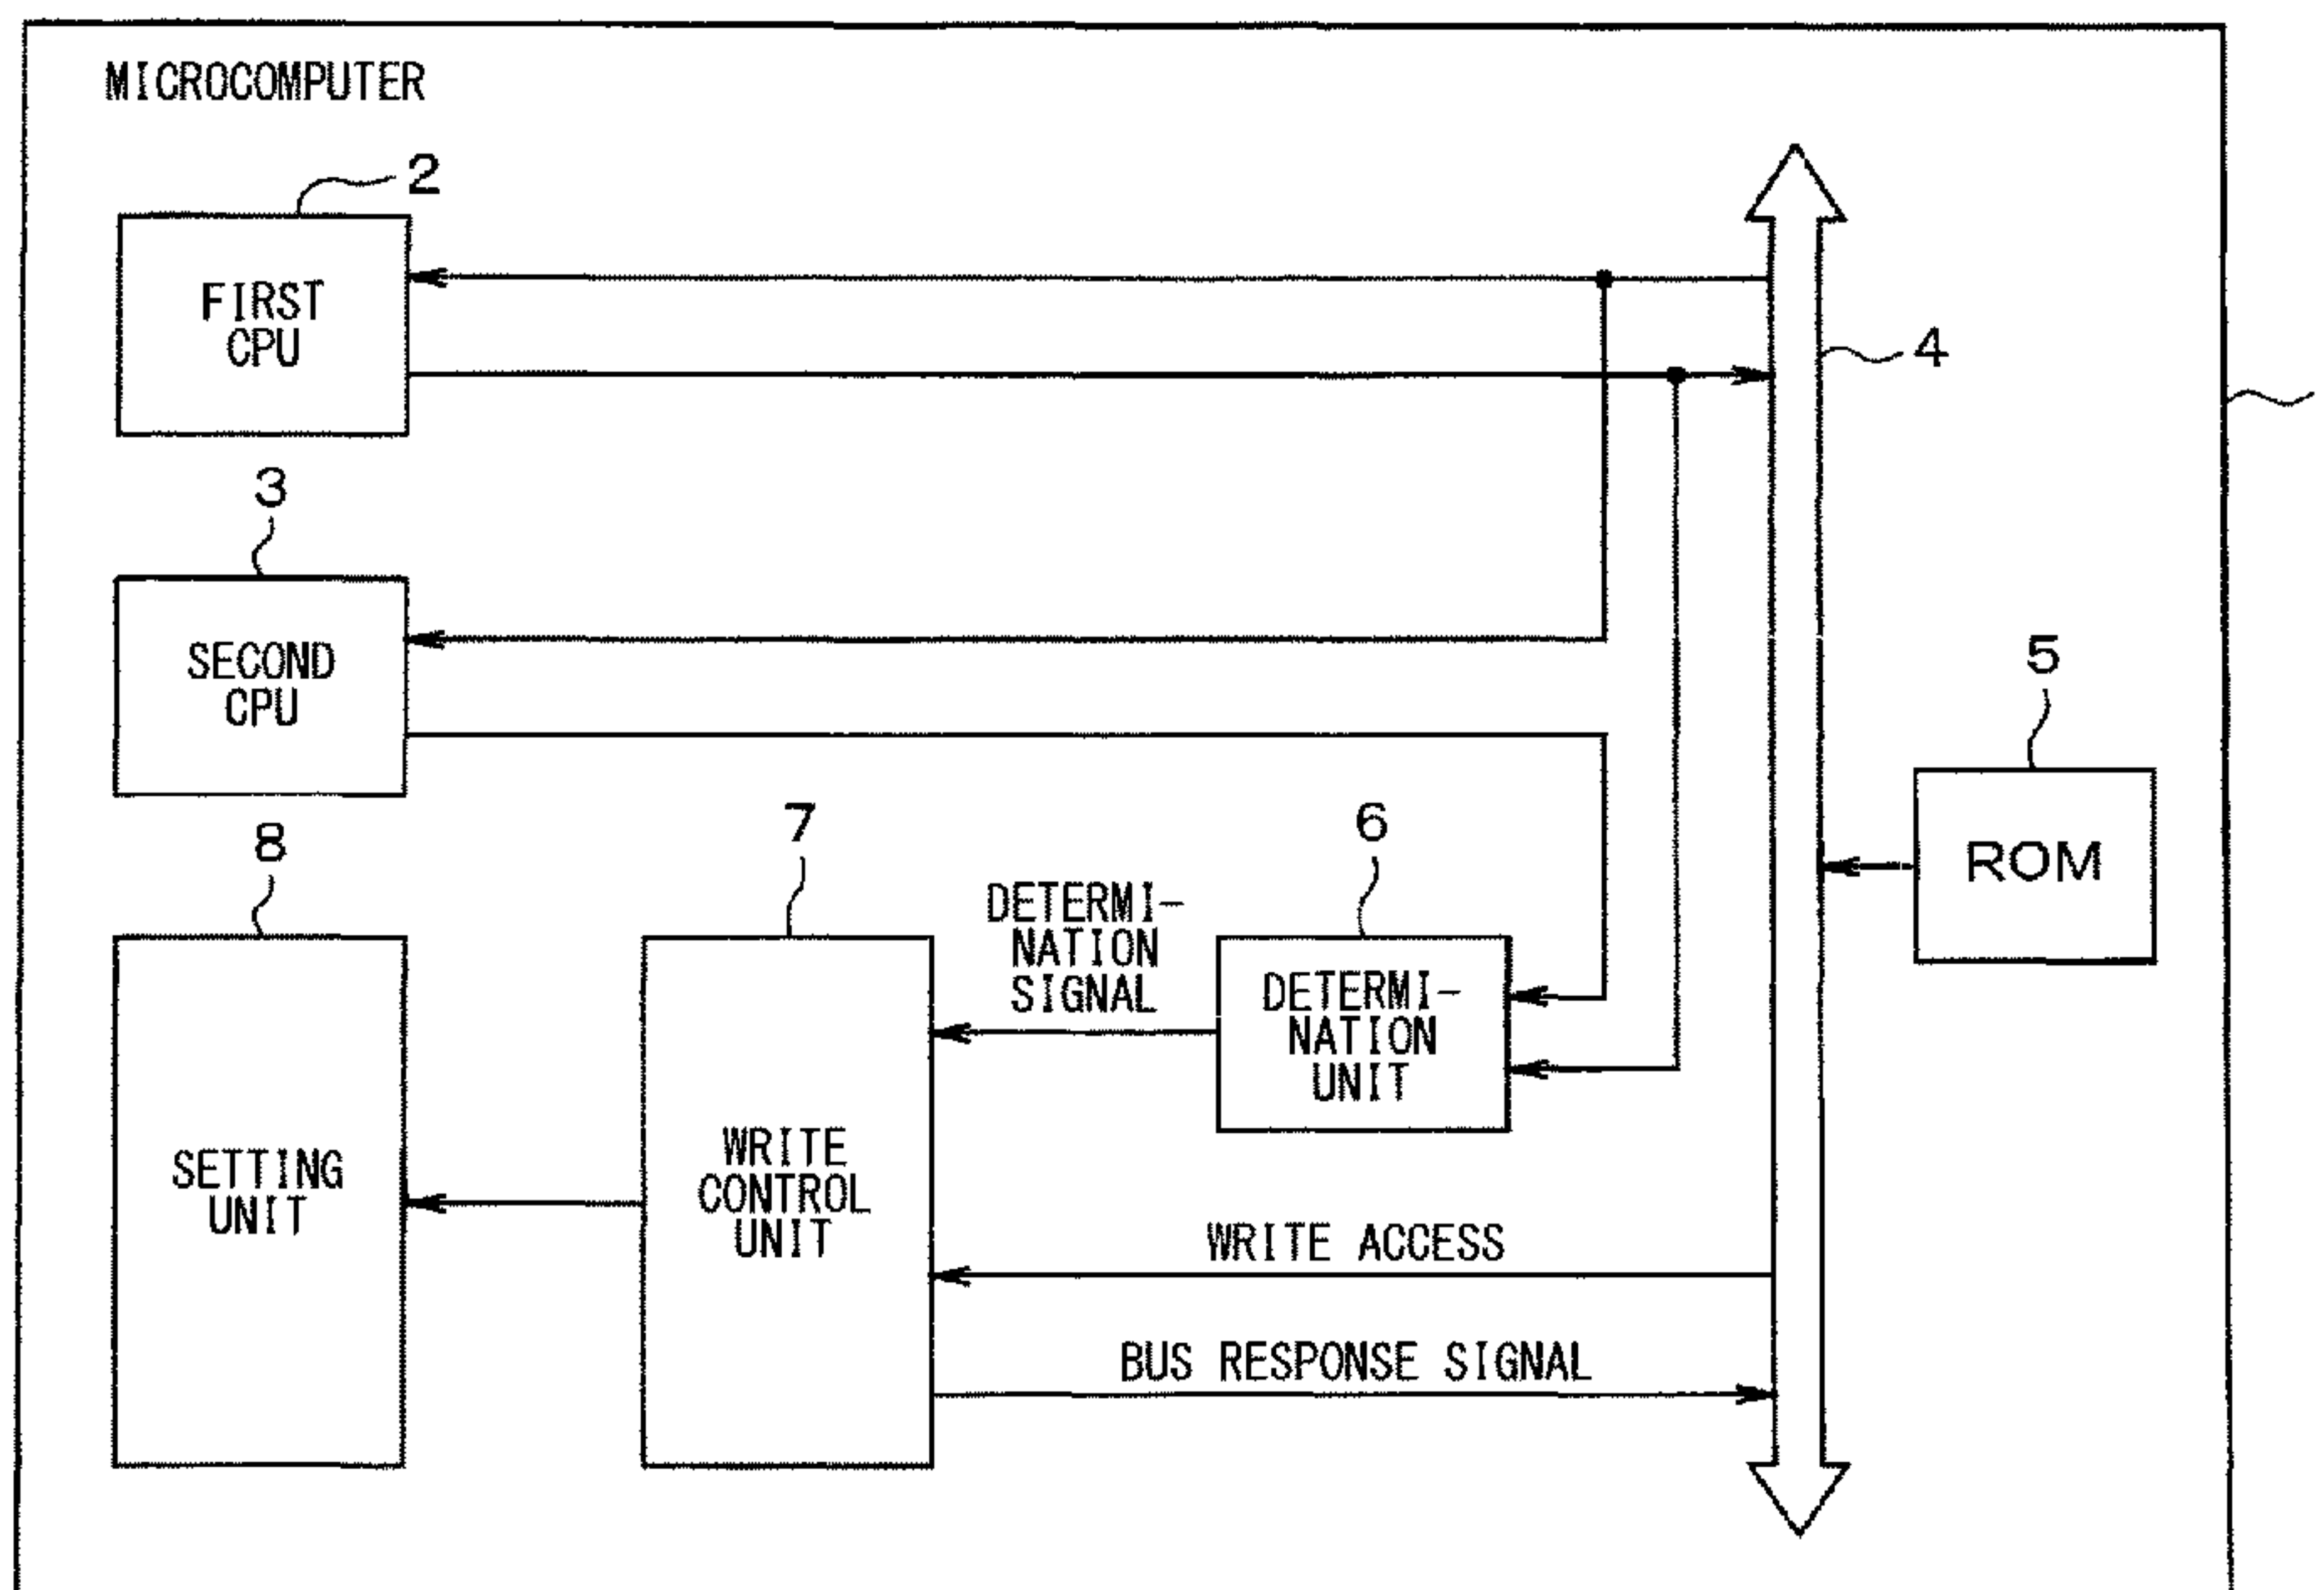 MICROCOMPUTER
2
FIRST
CPU
4
3
SECOND
CPU
5
ROM
8
7
6
DETERMI-
NATION
SIGNAL
DETERMI-
NATION
UNIT
SETTING
UNIT
WRITE
CONTROL
UNIT
WRITE ACCESS
BUS RESPONSE SIGNAL